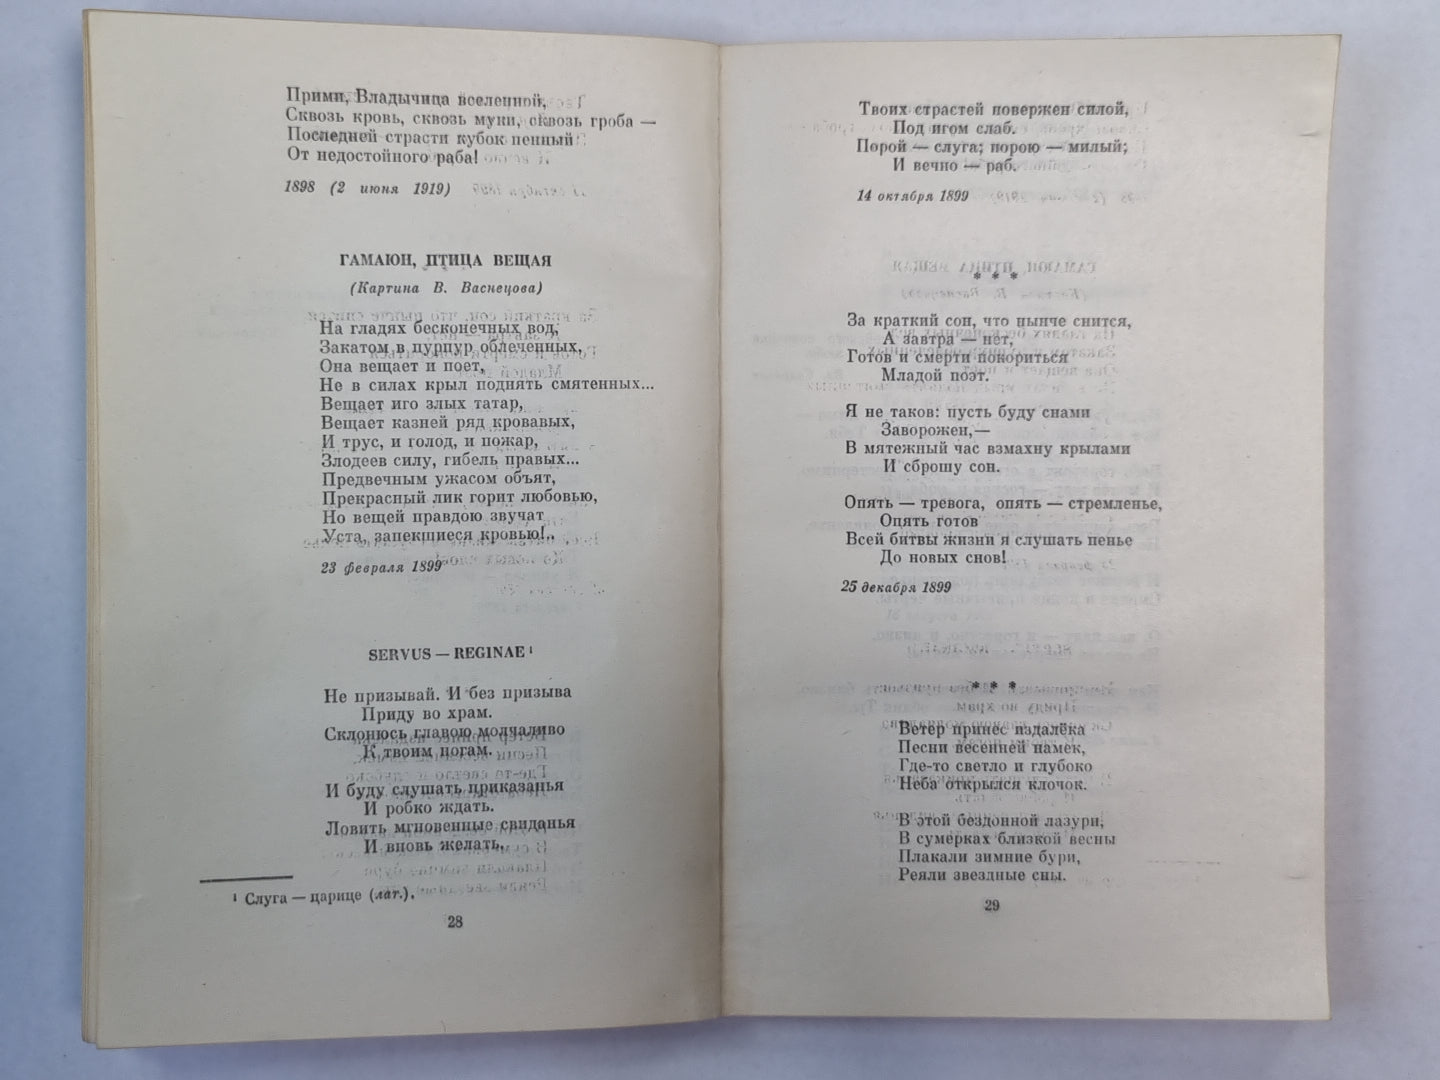 Прими, Владычица вселенной,
Сквозь кровь, сквозь муки, сквозь гроба —
Последней страсти кубок пенный
От недостойного раба!
1898 (2 июня 1919)
ГАМАЮН, ПТИЦА ВЕЩАЯ
(Картина В. Васнецова)
На гладях бесконечных вод,
Закатом в пурпур облеченных,
Она вещает и поет,
Не в силах крыл поднять смятенных...
Вещает иго злых татар,
Вещает казней ряд кровавых,
И трус, и голод, и пожар,
Злодеев силу, гибель правых...
Предвечным ужасом объят,
Прекрасный лик горит любовью,
Но вещей правдою звучат
Уста, запекшиеся кровью!..
23 февраля 1899
SERVUS — REGINAE ¹
Не призывай. И без призыва
Приду во храм.
Склонюсь главою молчаливо
К твоим ногам.
И буду слушать приказанья
И робко ждать.
Ловить мгновенные свиданья
И вновь желать.
¹ Слуга — царице (лат.).
28
Твоих страстей повержен силой,
Под игом слаб.
Порой — слуга; порою — милый;
И вечно — раб.
14 октября 1899
* * *
За краткий сон, что нынче снится,
А завтра — нет,
Готов и смерти покориться
Младой поэт.
Я не таков: пусть буду снами
Заворожен,—
В мятежный час взмахну крылами
И сброшу сон.
Опять — тревога, опять — стремленье,
Опять готов
Всей битвы жизни я слушать пенье
До новых снов!
25 декабря 1899
* * *
Ветер принес издалёка
Песни весенней намек,
Где-то светло и глубоко
Неба открылся клочок.
В этой бездонной лазури,
В сумерках близкой весны
Плакали зимние бури,
Реяли звездные сны.
29